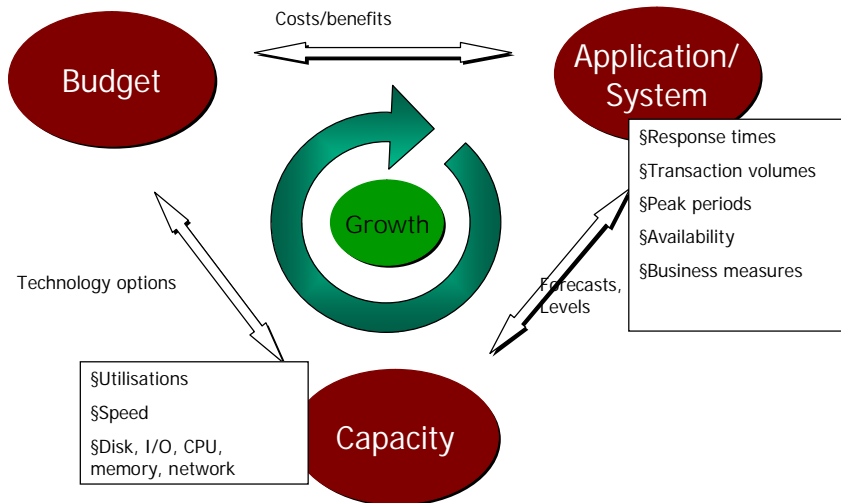 Costs/benefits
Budget
Application/
System
§Response times
§Transaction volumes
§Peak periods
§Availability
§Business measures
Growth
Technology options
Forecasts,
Levels
§Utilisations
§Speed
§Disk, I/O, CPU,
memory, network
Capacity